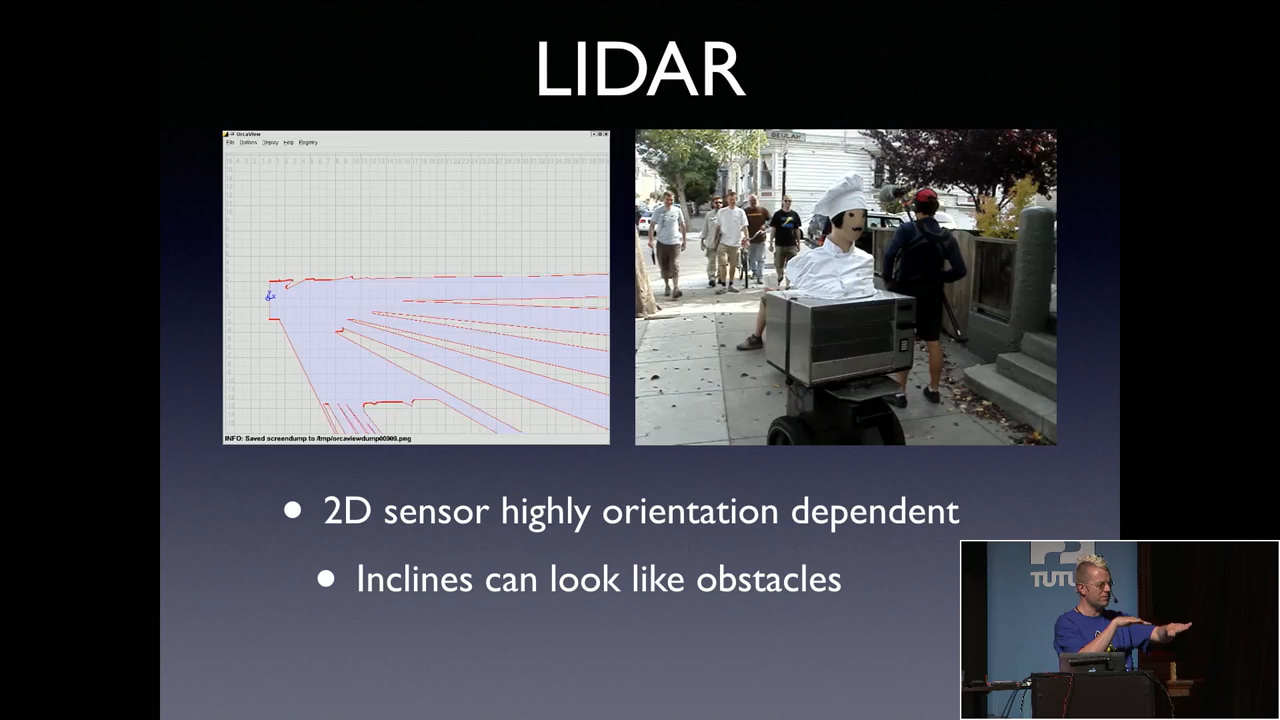 LIDAR
OrcaView
File Options Display Help Registry
INFO: Saved screendump to /tmp/orcaviewdump00909.png
BEULAH
• 2D sensor highly orientation dependent
• Inclines can look like obstacles